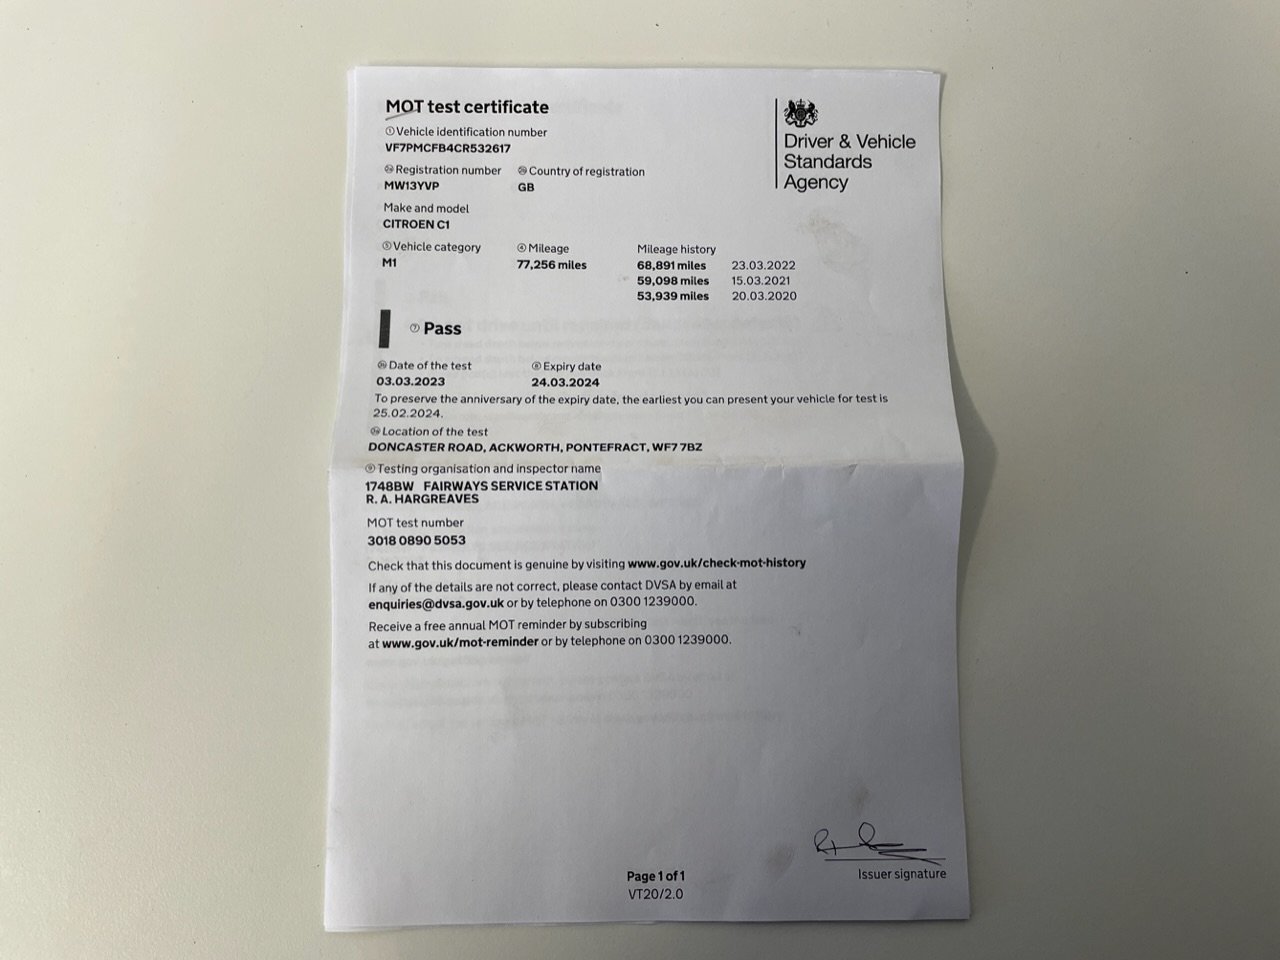 MOT test certificate
Driver & Vehicle
Standards
Agency
① Vehicle identification number
VF7PMCFB4CR532617
Registration number
Country of registration
MW13YVP
GB
Make and model
CITROEN C1
⑤ Vehicle category
④ Mileage
Mileage history
M1
77,256 miles
68,891 miles 23.03.2022
59,098 miles 15.03.2021
53,939 miles 20.03.2020
⑦ Pass
Date of the test
⑧ Expiry date
03.03.2023
24.03.2024
To preserve the anniversary of the expiry date, the earliest you can present your vehicle for test is
25.02.2024.
Location of the test
DONCASTER ROAD, ACKWORTH, PONTEFRACT, WF7 7BZ
⑨ Testing organisation and inspector name
1748BW FAIRWAYS SERVICE STATION
R. A. HARGREAVES
MOT test number
3018 0890 5053
Check that this document is genuine by visiting www.gov.uk/check-mot-history
If any of the details are not correct, please contact DVSA by email at
enquiries@dvsa.gov.uk or by telephone on 0300 1239000.
Receive a free annual MOT reminder by subscribing
at www.gov.uk/mot-reminder or by telephone on 0300 1239000.
Issuer signature
Page 1 of 1
VT20/2.0